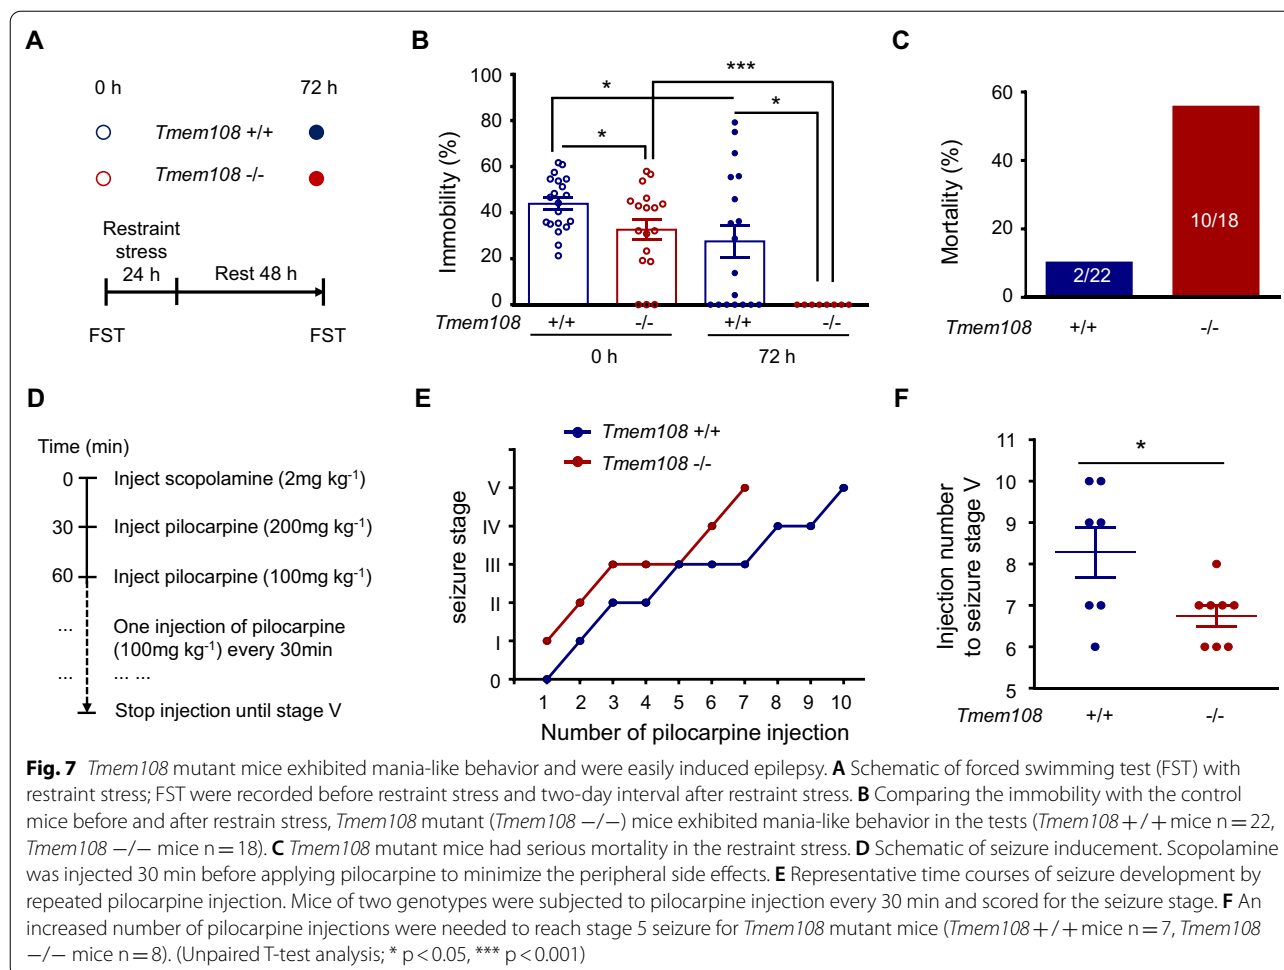 A
0 h 72 h
Tmem108 +/+
Tmem108 -/-
Restraint
stress
24 h Rest 48 h
FST FST
B
Immobility (%)
100
80
60
40
20
0
* *** * *
Tmem108 +/+ -/- +/+ -/-
0 h 72 h
C
Mortality (%)
60
40
20
0
2/22 10/18
Tmem108 +/+ -/-
D
Time (min)
0 Inject scopolamine (2mg kg-1)
30 Inject pilocarpine (200mg kg-1)
60 Inject pilocarpine (100mg kg-1)
... One injection of pilocarpine
(100mg kg-1) every 30min
... ... ...
Stop injection until stage V
E
Tmem108 +/+
Tmem108 -/-
seizure stage
V
IV
III
II
I
0
1 2 3 4 5 6 7 8 9 10
Number of pilocarpine injection
F
Injection number
to seizure stage V
11
10
9
8
7
6
5
*
Tmem108 +/+ -/-
Fig. 7 Tmem108 mutant mice exhibited mania-like behavior and were easily induced epilepsy. A Schematic of forced swimming test (FST) with
restraint stress; FST were recorded before restraint stress and two-day interval after restraint stress. B Comparing the immobility with the control
mice before and after restrain stress, Tmem108 mutant (Tmem108 −/−) mice exhibited mania-like behavior in the tests (Tmem108 +/+ mice n = 22,
Tmem108 −/− mice n = 18). C Tmem108 mutant mice had serious mortality in the restraint stress. D Schematic of seizure inducement. Scopolamine
was injected 30 min before applying pilocarpine to minimize the peripheral side effects. E Representative time courses of seizure development by
repeated pilocarpine injection. Mice of two genotypes were subjected to pilocarpine injection every 30 min and scored for the seizure stage. F An
increased number of pilocarpine injections were needed to reach stage 5 seizure for Tmem108 mutant mice (Tmem108 +/+ mice n = 7, Tmem108
−/− mice n = 8). (Unpaired T-test analysis; * p < 0.05, *** p < 0.001)